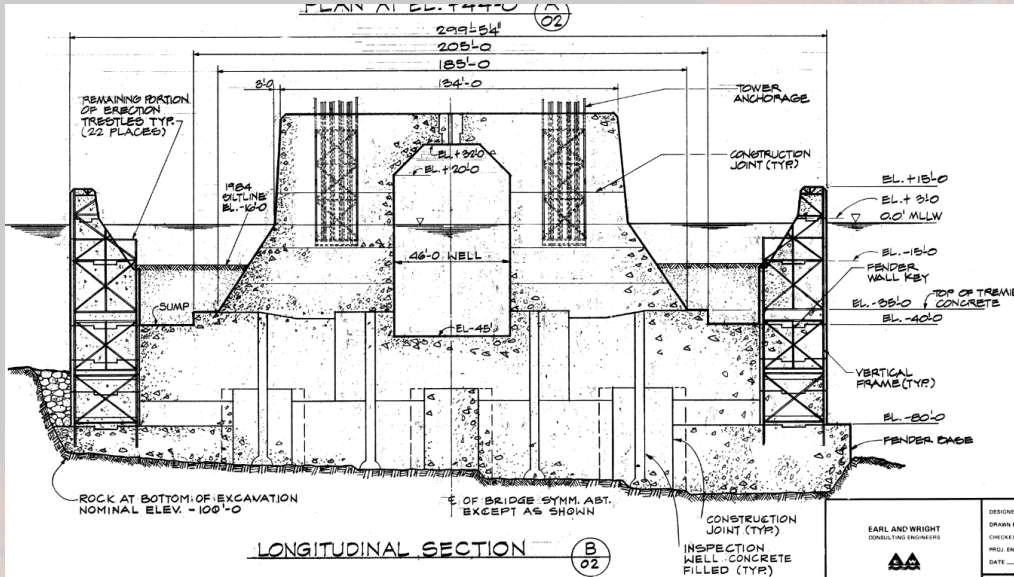 PLAN AT EL. +44'-0
A
02
299'-5¼"
205'-0
185'-0
3'-0
134'-0
REMAINING PORTION
OF ERECTION
TRESTLES TYP.
(22 PLACES)
TOWER
ANCHORAGE
EL. +32'-0
EL. +20'-0
CONSTRUCTION
JOINT (TYP.)
1984
SILTLINE
EL. -16'-0
EL. +15'-0
EL. + 3'-0
0.0' MLLW
46'-0 WELL
EL. -15'-0
FENDER
WALL KEY
SUMP
EL. -35'-0
TOP OF TREMIE
CONCRETE
EL. -40'-0
EL -45'
VERTICAL
FRAME (TYP.)
EL. -80'-0
FENDER BASE
ROCK AT BOTTOM OF EXCAVATION
NOMINAL ELEV. -100'-0
℄ OF BRIDGE SYMM. ABT.
EXCEPT AS SHOWN
CONSTRUCTION
JOINT (TYP.)
INSPECTION
WELL CONCRETE
FILLED (TYP.)
LONGITUDINAL SECTION
B
02
EARL AND WRIGHT
CONSULTING ENGINEERS
DESIGNE
DRAWN
CHECKE
PROJ. EN
DATE